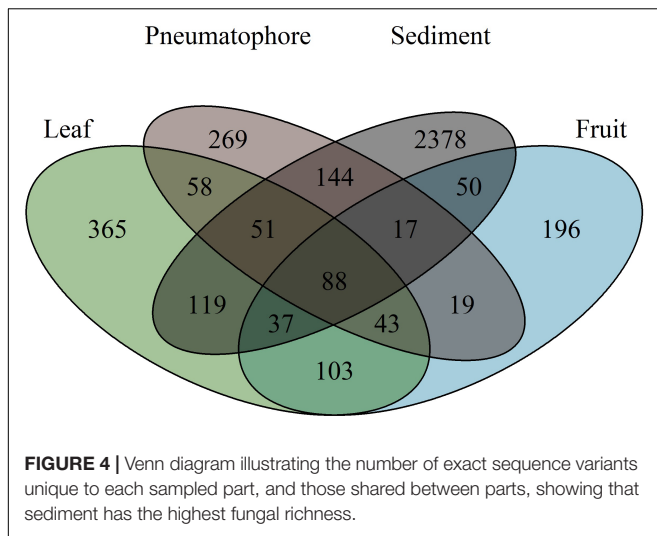 Pneumatophore Sediment
Leaf Fruit
269 2378
58 144 50
365 51 17 196
88
119 37 43 19
103
FIGURE 4 | Venn diagram illustrating the number of exact sequence variants
unique to each sampled part, and those shared between parts, showing that
sediment has the highest fungal richness.